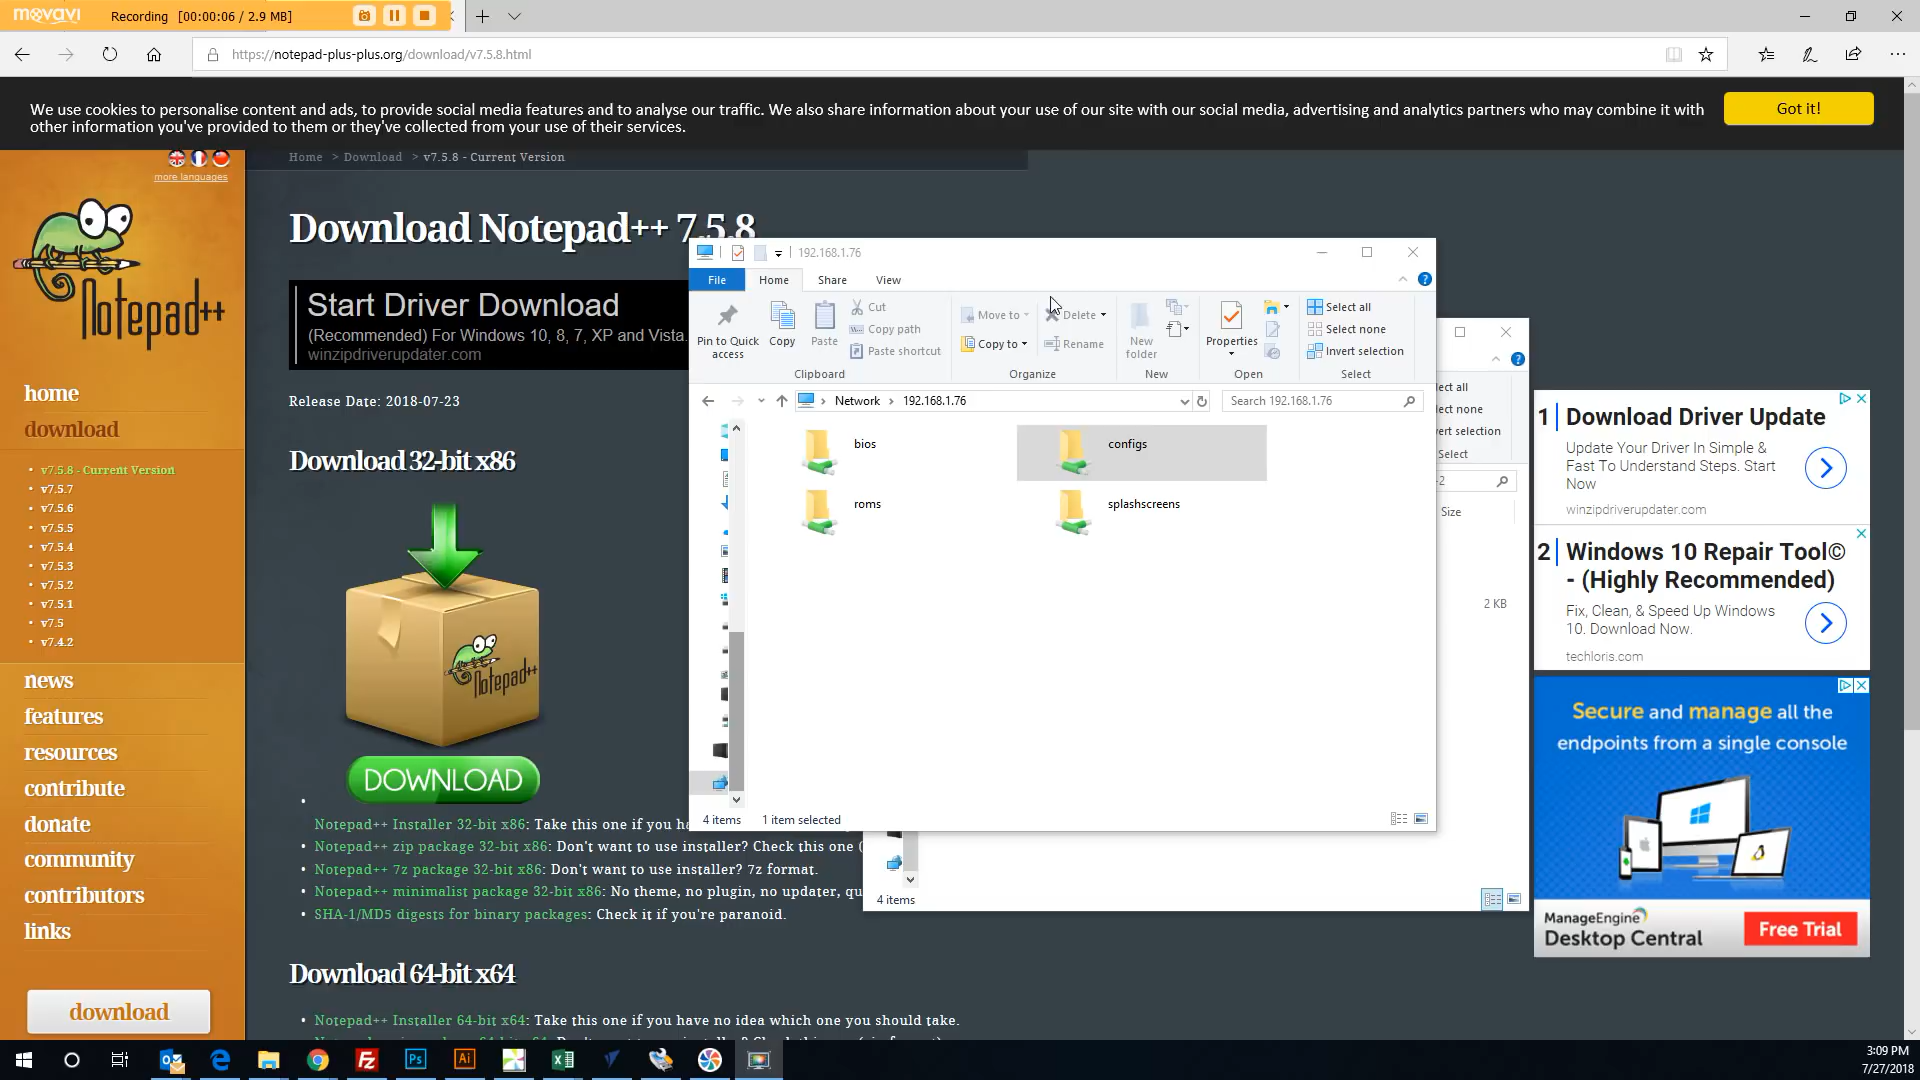 movavi
Recording [00:00:06 / 2.9 MB]
https://notepad-plus-plus.org/download/v7.5.8.html
We use cookies to personalise content and ads, to provide social media features and to analyse our traffic. We also share information about your use of our site with our social media, advertising and analytics partners who may combine it with
other information you've provided to them or they've collected from your use of their services.
Got it!
more languages
Home > Download > v7.5.8 - Current Version
Notepad++
home
download
• v7.5.8 - Current Version
• v7.5.7
• v7.5.6
• v7.5.5
• v7.5.4
• v7.5.3
• v7.5.2
• v7.5.1
• v7.5
• v7.4.2
news
features
resources
contribute
donate
community
contributors
links
download
Download Notepad++ 7.5.8
Start Driver Download
(Recommended) For Windows 10, 8, 7, XP and Vista.
winzipdriverupdater.com
Release Date: 2018-07-23
Download 32-bit x86
Notepad++
DOWNLOAD
•
Notepad++ Installer 32-bit x86: Take this one if you ha
Notepad++ zip package 32-bit x86: Don't want to use installer? Check this one (
Notepad++ 7z package 32-bit x86: Don't want to use installer? 7z format.
Notepad++ minimalist package 32-bit x86: No theme, no plugin, no updater, qu
SHA-1/MD5 digests for binary packages: Check it if you're paranoid.
Download 64-bit x64
• Notepad++ Installer 64-bit x64: Take this one if you have no idea which one you should take.
192.168.1.76
File Home Share View
Pin to Quick
access
Copy
Paste
Cut
Copy path
Paste shortcut
Clipboard
Move to
Copy to
Delete
Rename
Organize
New
folder
New
Properties
Open
Select all
Select none
Invert selection
Select
Network > 192.168.1.76
Search 192.168.1.76
bios
configs
roms
splashscreens
4 items 1 item selected
ect all
ect none
vert selection
Select
-2
Size
2 KB
4 items
1 Download Driver Update
Update Your Driver In Simple &
Fast To Understand Steps. Start
Now
winzipdriverupdater.com
2 Windows 10 Repair Tool©
- (Highly Recommended)
Fix, Clean, & Speed Up Windows
10. Download Now.
techloris.com
Secure and manage all the
endpoints from a single console
ManageEngine
Desktop Central
Free Trial
Fz
Ps
Ai
3:09 PM
7/27/2018